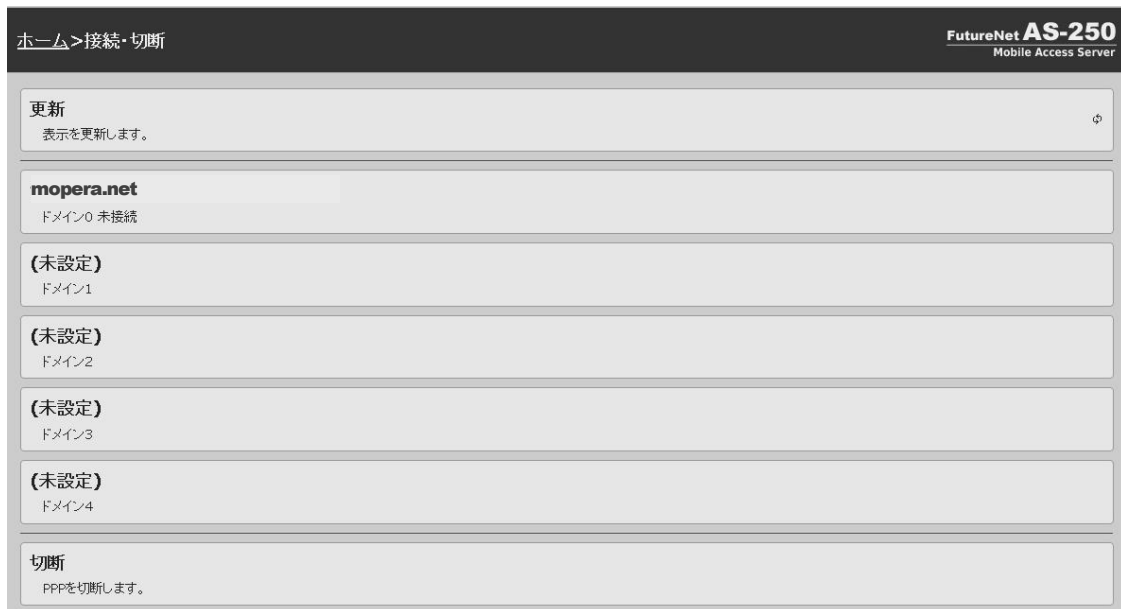 ホーム>接続・切断
FutureNet AS-250
Mobile Access Server
更新
表示を更新します。
mopera.net
ドメイン0 未接続
(未設定)
ドメイン1
(未設定)
ドメイン2
(未設定)
ドメイン3
(未設定)
ドメイン4
切断
PPPを切断します。